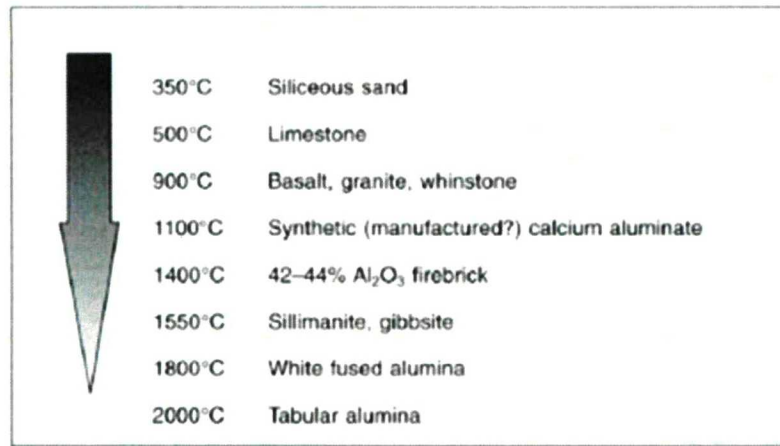 350°C Siliceous sand
500°C Limestone
900°C Basalt, granite, whinstone
1100°C Synthetic (manufactured?) calcium aluminate
1400°C 42–44% Al₂O₃ firebrick
1550°C Sillimanite, gibbsite
1800°C White fused alumina
2000°C Tabular alumina